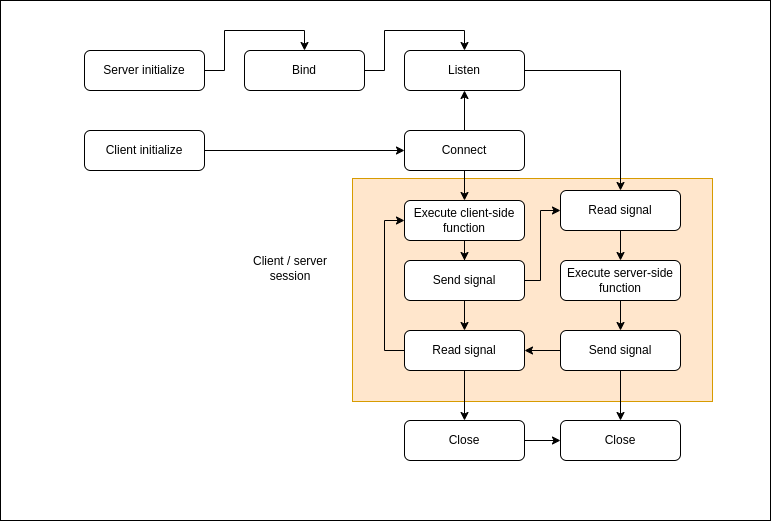 Server initialize
Bind
Listen
Client initialize
Connect
Client / server
session
Execute client-side
function
Send signal
Read signal
Read signal
Execute server-side
function
Send signal
Close
Close